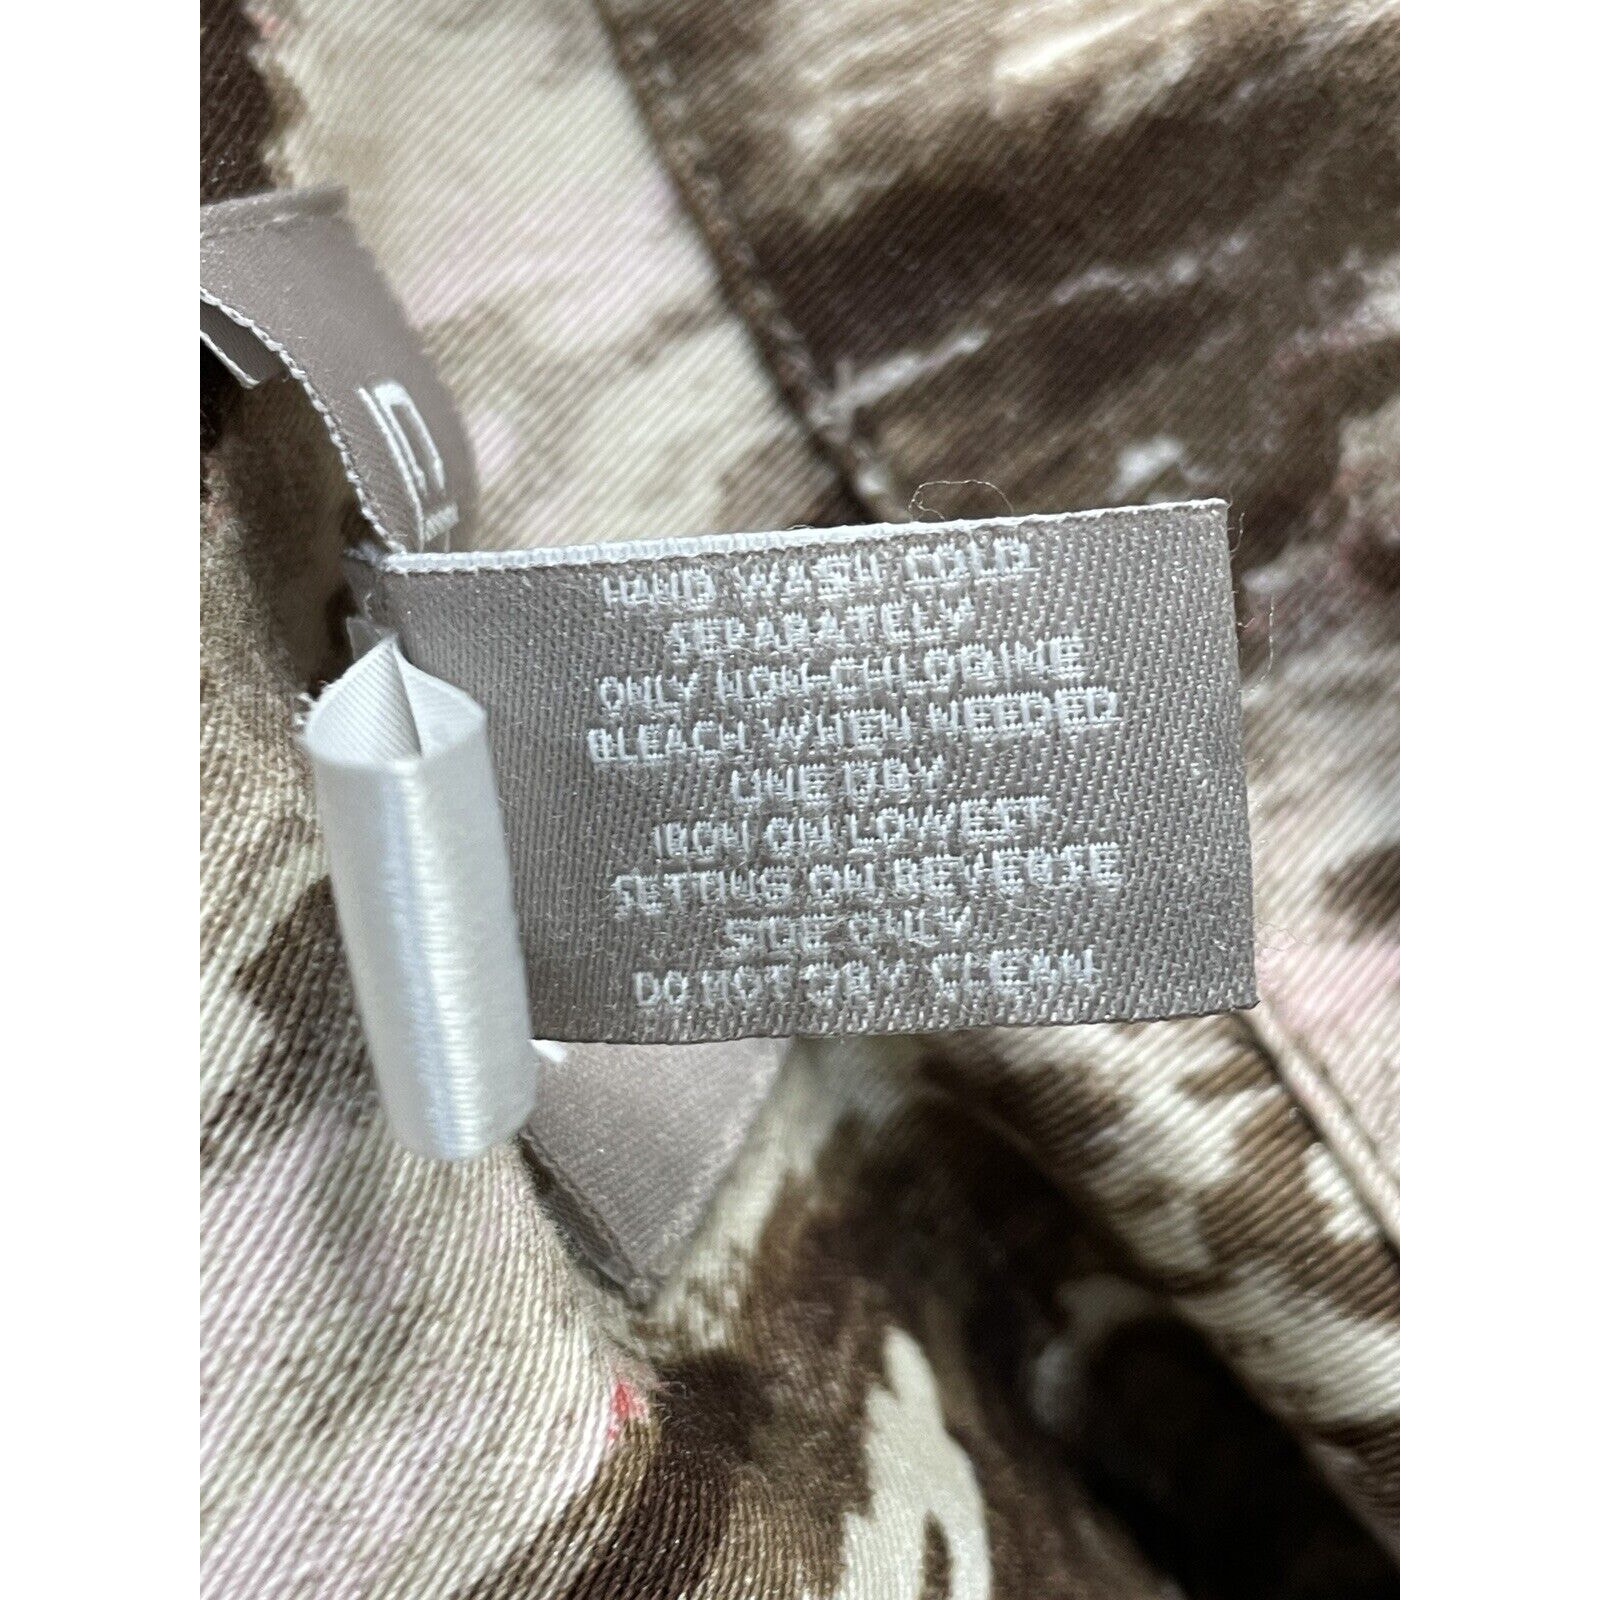 HAND WASH COLD
SEPARATELY
ONLY NON-CHLORINE
BLEACH WHEN NEEDED
LINE DRY
IRON ON LOWEST
SETTING ON REVERSE
SIDE ONLY
DO NOT DRY CLEAN